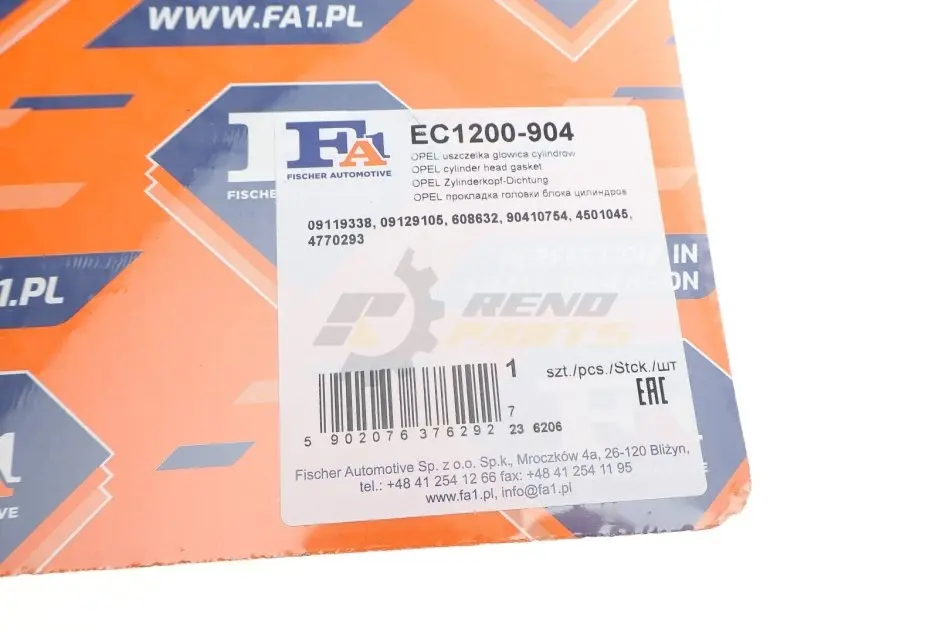 WWW.FA1.PL
FA1
FISCHER AUTOMOTIVE
EC1200-904
OPEL uszczelka glowica cylindrow
OPEL cylinder head gasket
OPEL Zylinderkopf-Dichtung
OPEL прокладка головки блока цилиндров
FISCHER
09119338, 09129105, 608632, 90410754, 4501045,
4770293
IN
1.PL
ON
RENO
PARTS
1 szt./pcs./Stck./шт
EAC
5 902076 376292
7
23 6206
Fischer Automotive Sp. z o.o. Sp.k., Mroczków 4a, 26-120 Bliżyn,
tel.: +48 41 254 12 66 fax: +48 41 254 11 95
www.fa1.pl, info@fa1.pl
A1
VE